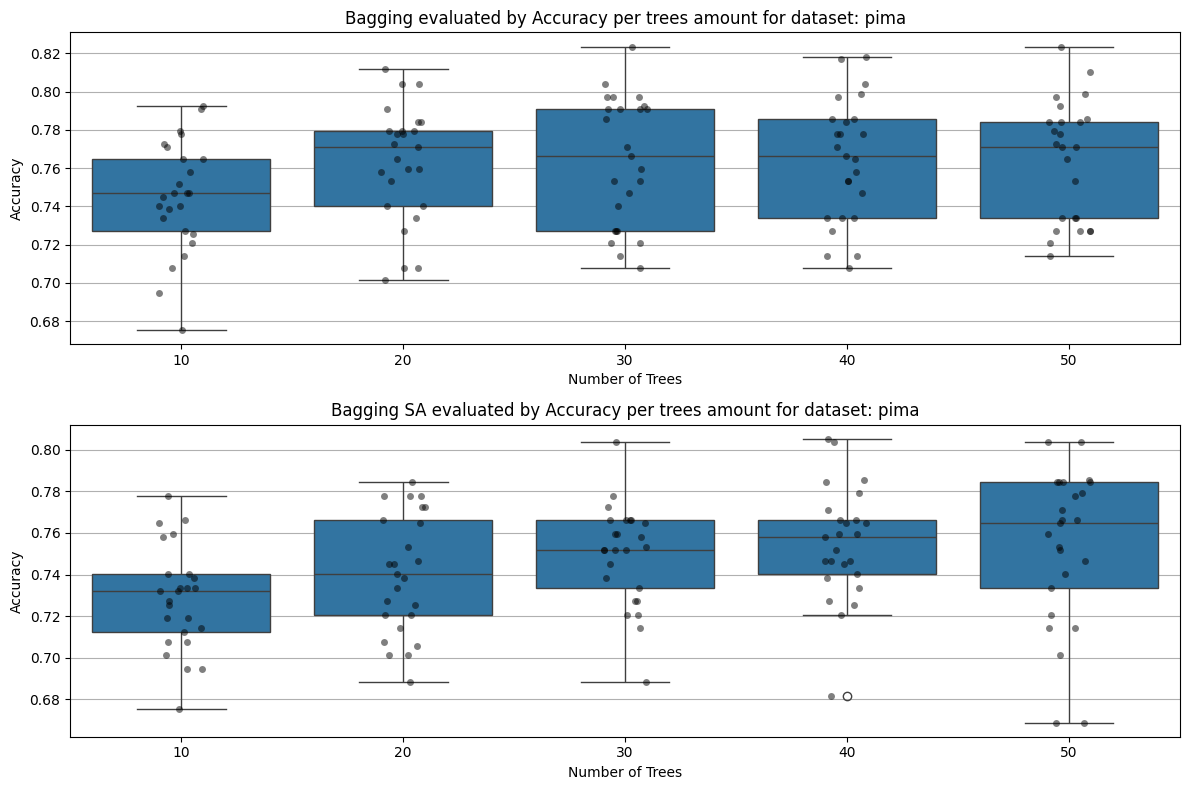 Bagging evaluated by Accuracy per trees amount for dataset: pima
0.82
0.80
0.78
0.76
0.74
0.72
0.70
0.68
Accuracy
10 20 30 40 50
Number of Trees
Bagging SA evaluated by Accuracy per trees amount for dataset: pima
0.80
0.78
0.76
0.74
0.72
0.70
0.68
Accuracy
10 20 30 40 50
Number of Trees